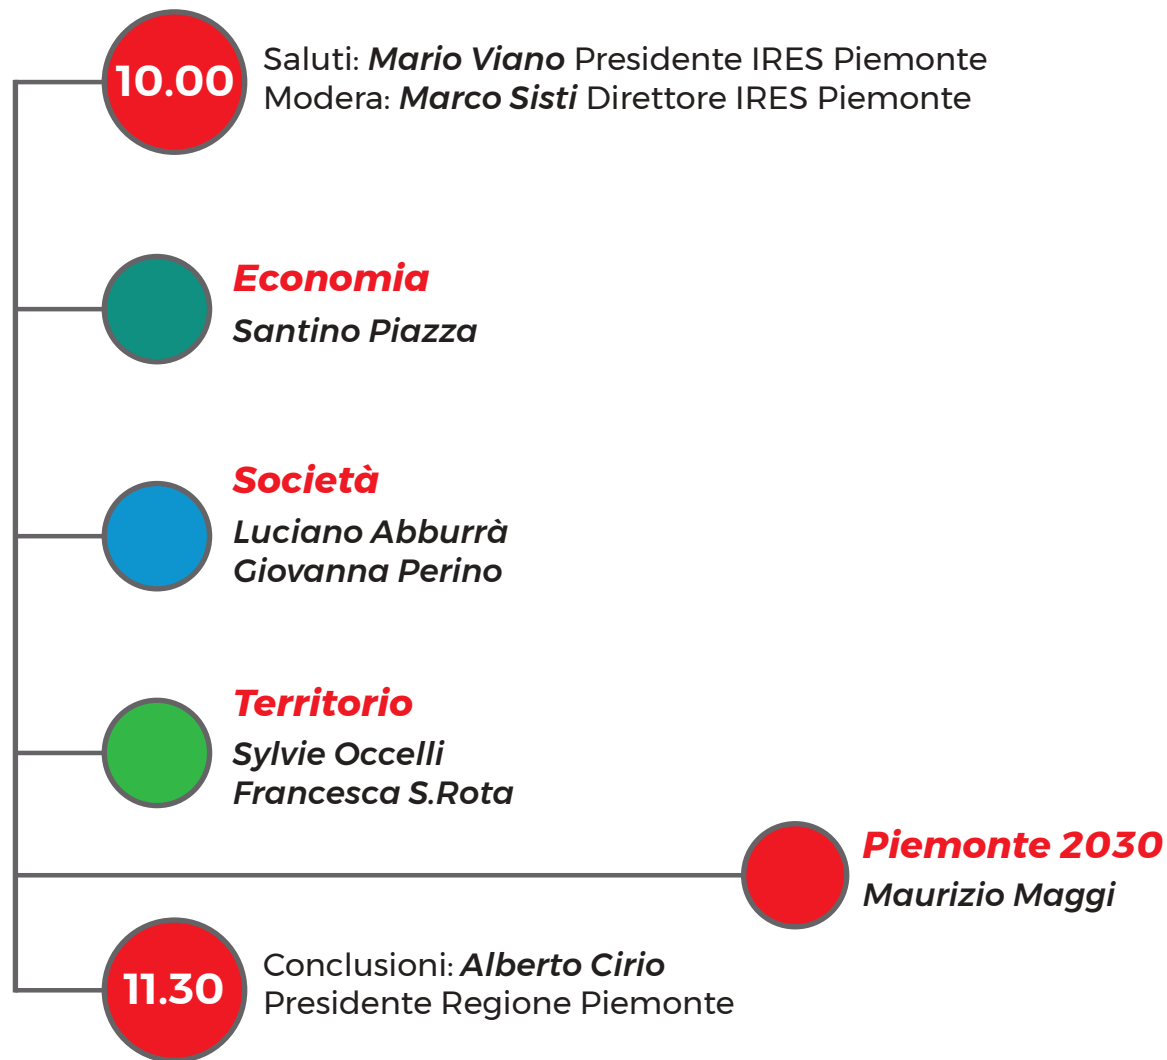 10.00
Saluti: Mario Viano Presidente IRES Piemonte
Modera: Marco Sisti Direttore IRES Piemonte
Economia
Santino Piazza
Società
Luciano Abburrà
Giovanna Perino
Territorio
Sylvie Occelli
Francesca S.Rota
Piemonte 2030
Maurizio Maggi
11.30
Conclusioni: Alberto Cirio
Presidente Regione Piemonte